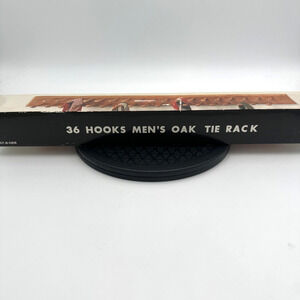 36 HOOKS MEN'S OAK TIE RACK